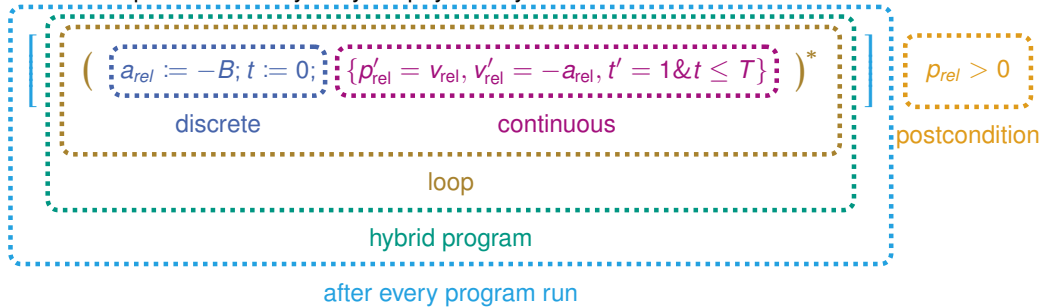 [ ( a_rel := −B; t := 0; {p′_rel = v_rel, v′_rel = −a_rel, t′ = 1&t ≤ T} )* ] p_rel > 0
discrete continuous
postcondition
loop
hybrid program
after every program run